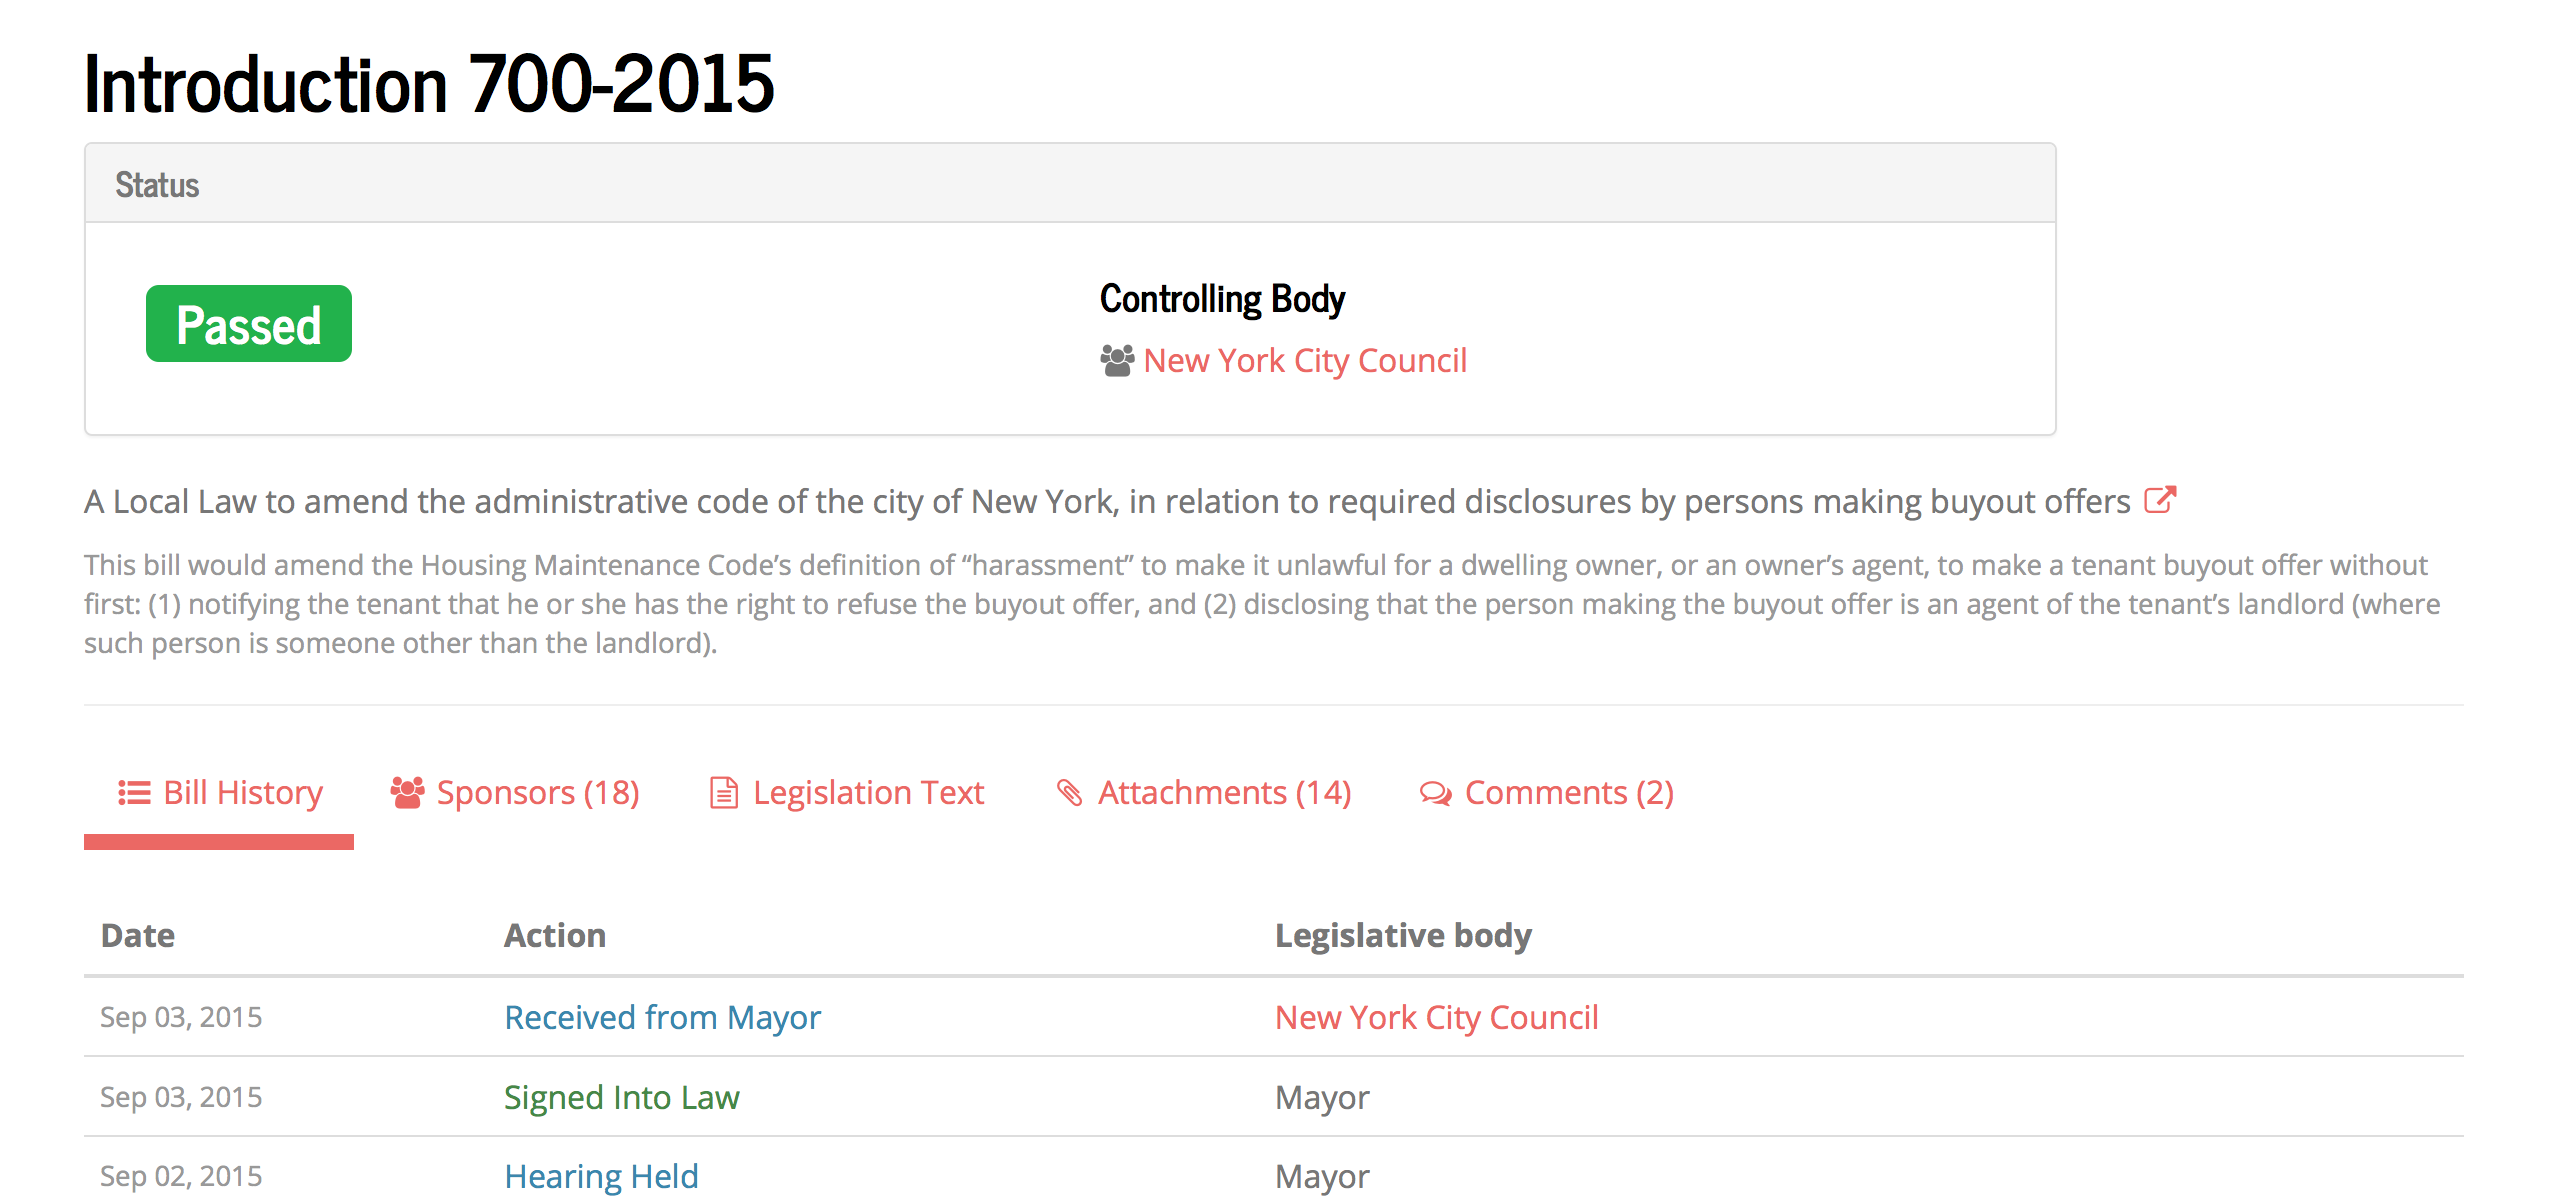 Introduction 700-2015
Status
Passed
Controlling Body
New York City Council
A Local Law to amend the administrative code of the city of New York, in relation to required disclosures by persons making buyout offers
This bill would amend the Housing Maintenance Code’s definition of “harassment” to make it unlawful for a dwelling owner, or an owner’s agent, to make a tenant buyout offer without
first: (1) notifying the tenant that he or she has the right to refuse the buyout offer, and (2) disclosing that the person making the buyout offer is an agent of the tenant’s landlord (where
such person is someone other than the landlord).
Bill History Sponsors (18) Legislation Text Attachments (14) Comments (2)
Date Action Legislative body
Sep 03, 2015 Received from Mayor New York City Council
Sep 03, 2015 Signed Into Law Mayor
Sep 02, 2015 Hearing Held Mayor